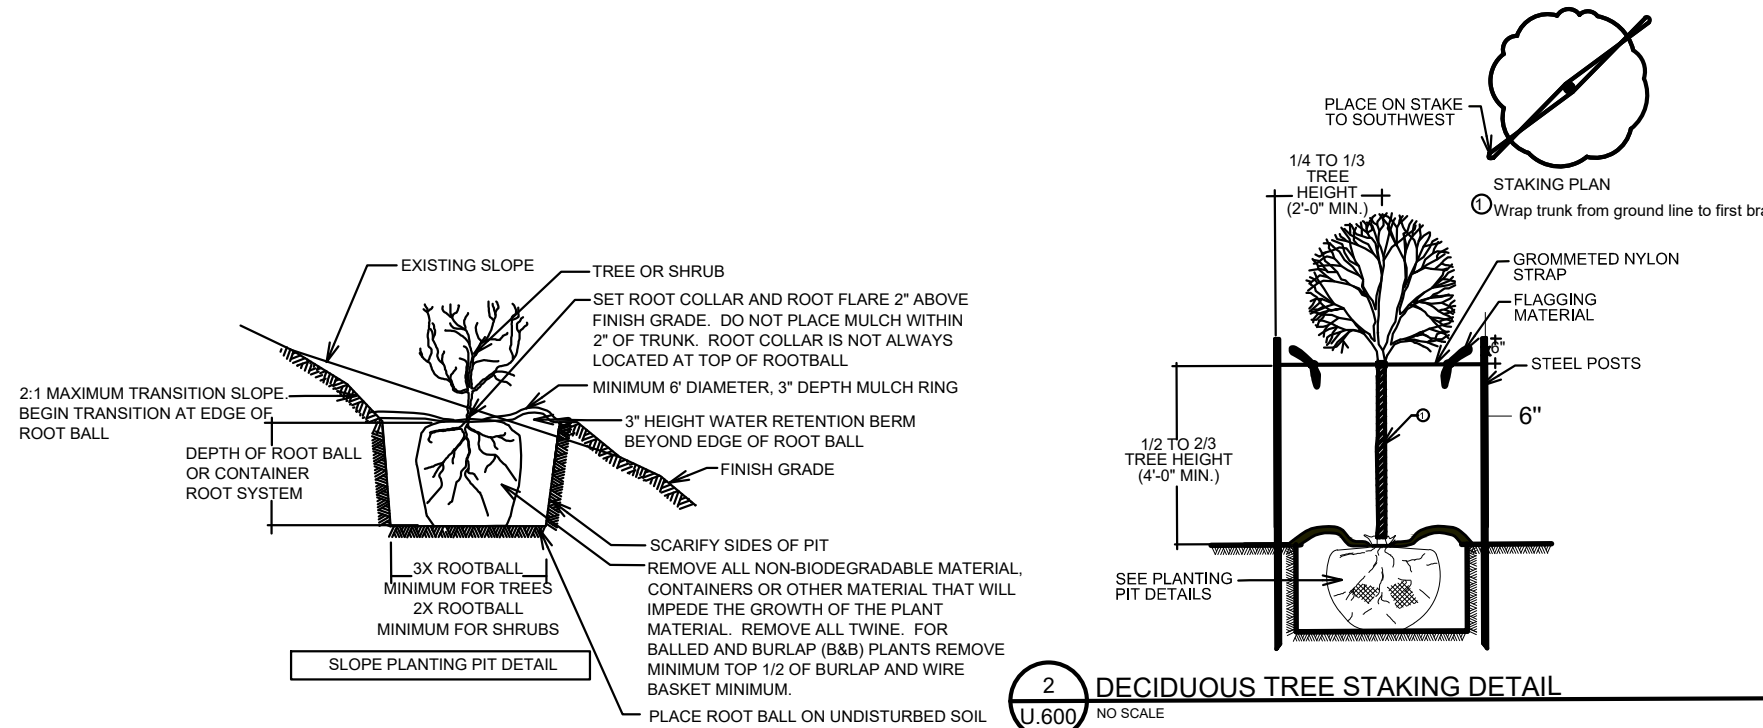 EXISTING SLOPE
TREE OR SHRUB
SET ROOT COLLAR AND ROOT FLARE 2" ABOVE
FINISH GRADE. DO NOT PLACE MULCH WITHIN
2" OF TRUNK. ROOT COLLAR IS NOT ALWAYS
LOCATED AT TOP OF ROOTBALL
MINIMUM 6' DIAMETER, 3" DEPTH MULCH RING
2:1 MAXIMUM TRANSITION SLOPE.
BEGIN TRANSITION AT EDGE OF
ROOT BALL
3" HEIGHT WATER RETENTION BERM
BEYOND EDGE OF ROOT BALL
DEPTH OF ROOT BALL
OR CONTAINER
ROOT SYSTEM
FINISH GRADE
SCARIFY SIDES OF PIT
3X ROOTBALL
MINIMUM FOR TREES
2X ROOTBALL
MINIMUM FOR SHRUBS
REMOVE ALL NON-BIODEGRADABLE MATERIAL,
CONTAINERS OR OTHER MATERIAL THAT WILL
IMPEDE THE GROWTH OF THE PLANT
MATERIAL. REMOVE ALL TWINE. FOR
BALLED AND BURLAP (B&B) PLANTS REMOVE
MINIMUM TOP 1/2 OF BURLAP AND WIRE
BASKET MINIMUM.
SLOPE PLANTING PIT DETAIL
PLACE ROOT BALL ON UNDISTURBED SOIL
PLACE ON STAKE
TO SOUTHWEST
STAKING PLAN
1 Wrap trunk from ground line to first
1/4 TO 1/3
TREE
HEIGHT
(2'-0" MIN.)
GROMMETED NYLON
STRAP
FLAGGING
MATERIAL
6"
STEEL POSTS
1
6"
1/2 TO 2/3
TREE HEIGHT
(4'-0" MIN.)
SEE PLANTING
PIT DETAILS
2
U.600
DECIDUOUS TREE STAKING DETAIL
NO SCALE